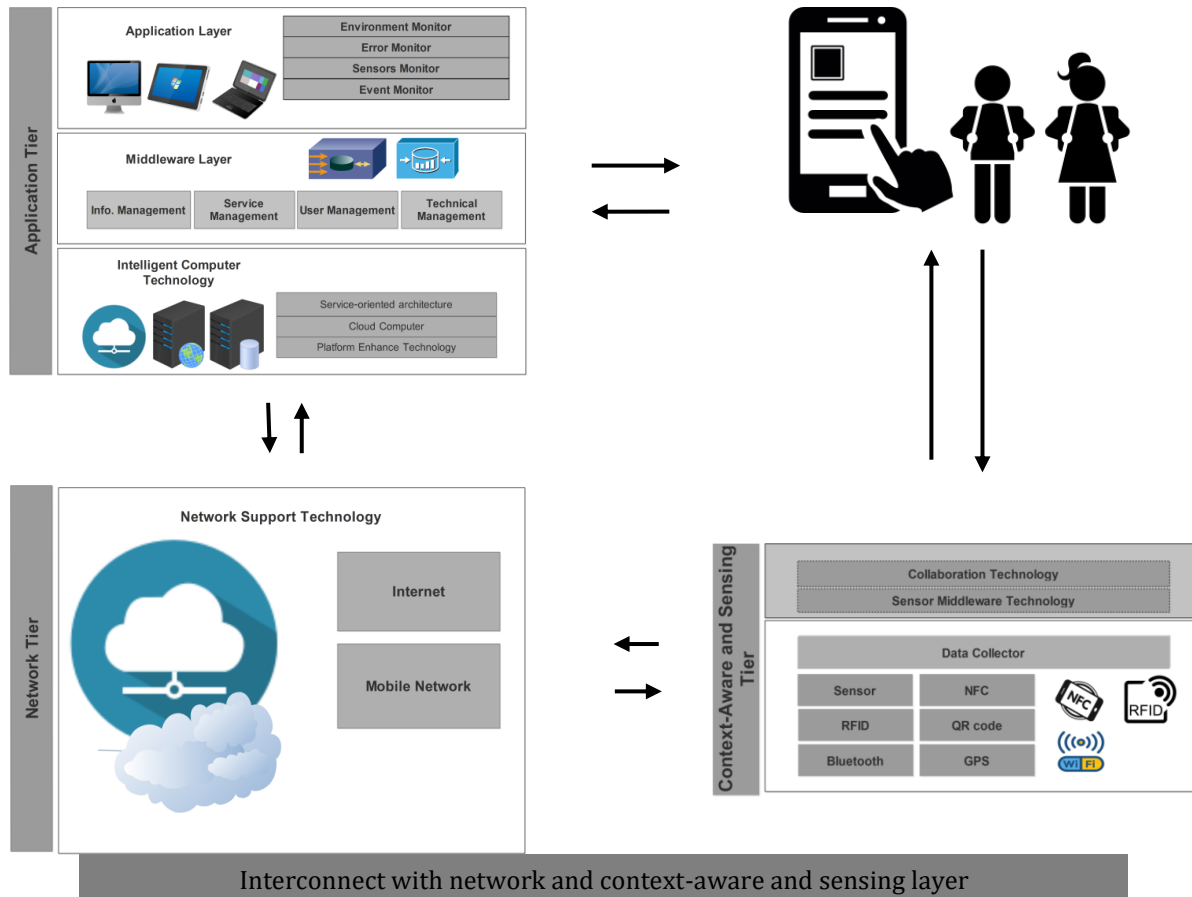 Application Tier
Application Layer
Environment Monitor
Error Monitor
Sensors Monitor
Event Monitor
Middleware Layer
Info. Management
Service
Management
User Management
Technical
Management
Intelligent Computer
Technology
Service-oriented architecture
Cloud Computer
Platform Enhance Technology
Network Tier
Network Support Technology
Internet
Mobile Network
Context-Aware and Sensing
Tier
Collaboration Technology
Sensor Middleware Technology
Data Collector
Sensor
NFC
RFID
QR code
Bluetooth
GPS
NFC
RFID
Wi Fi
Interconnect with network and context-aware and sensing layer